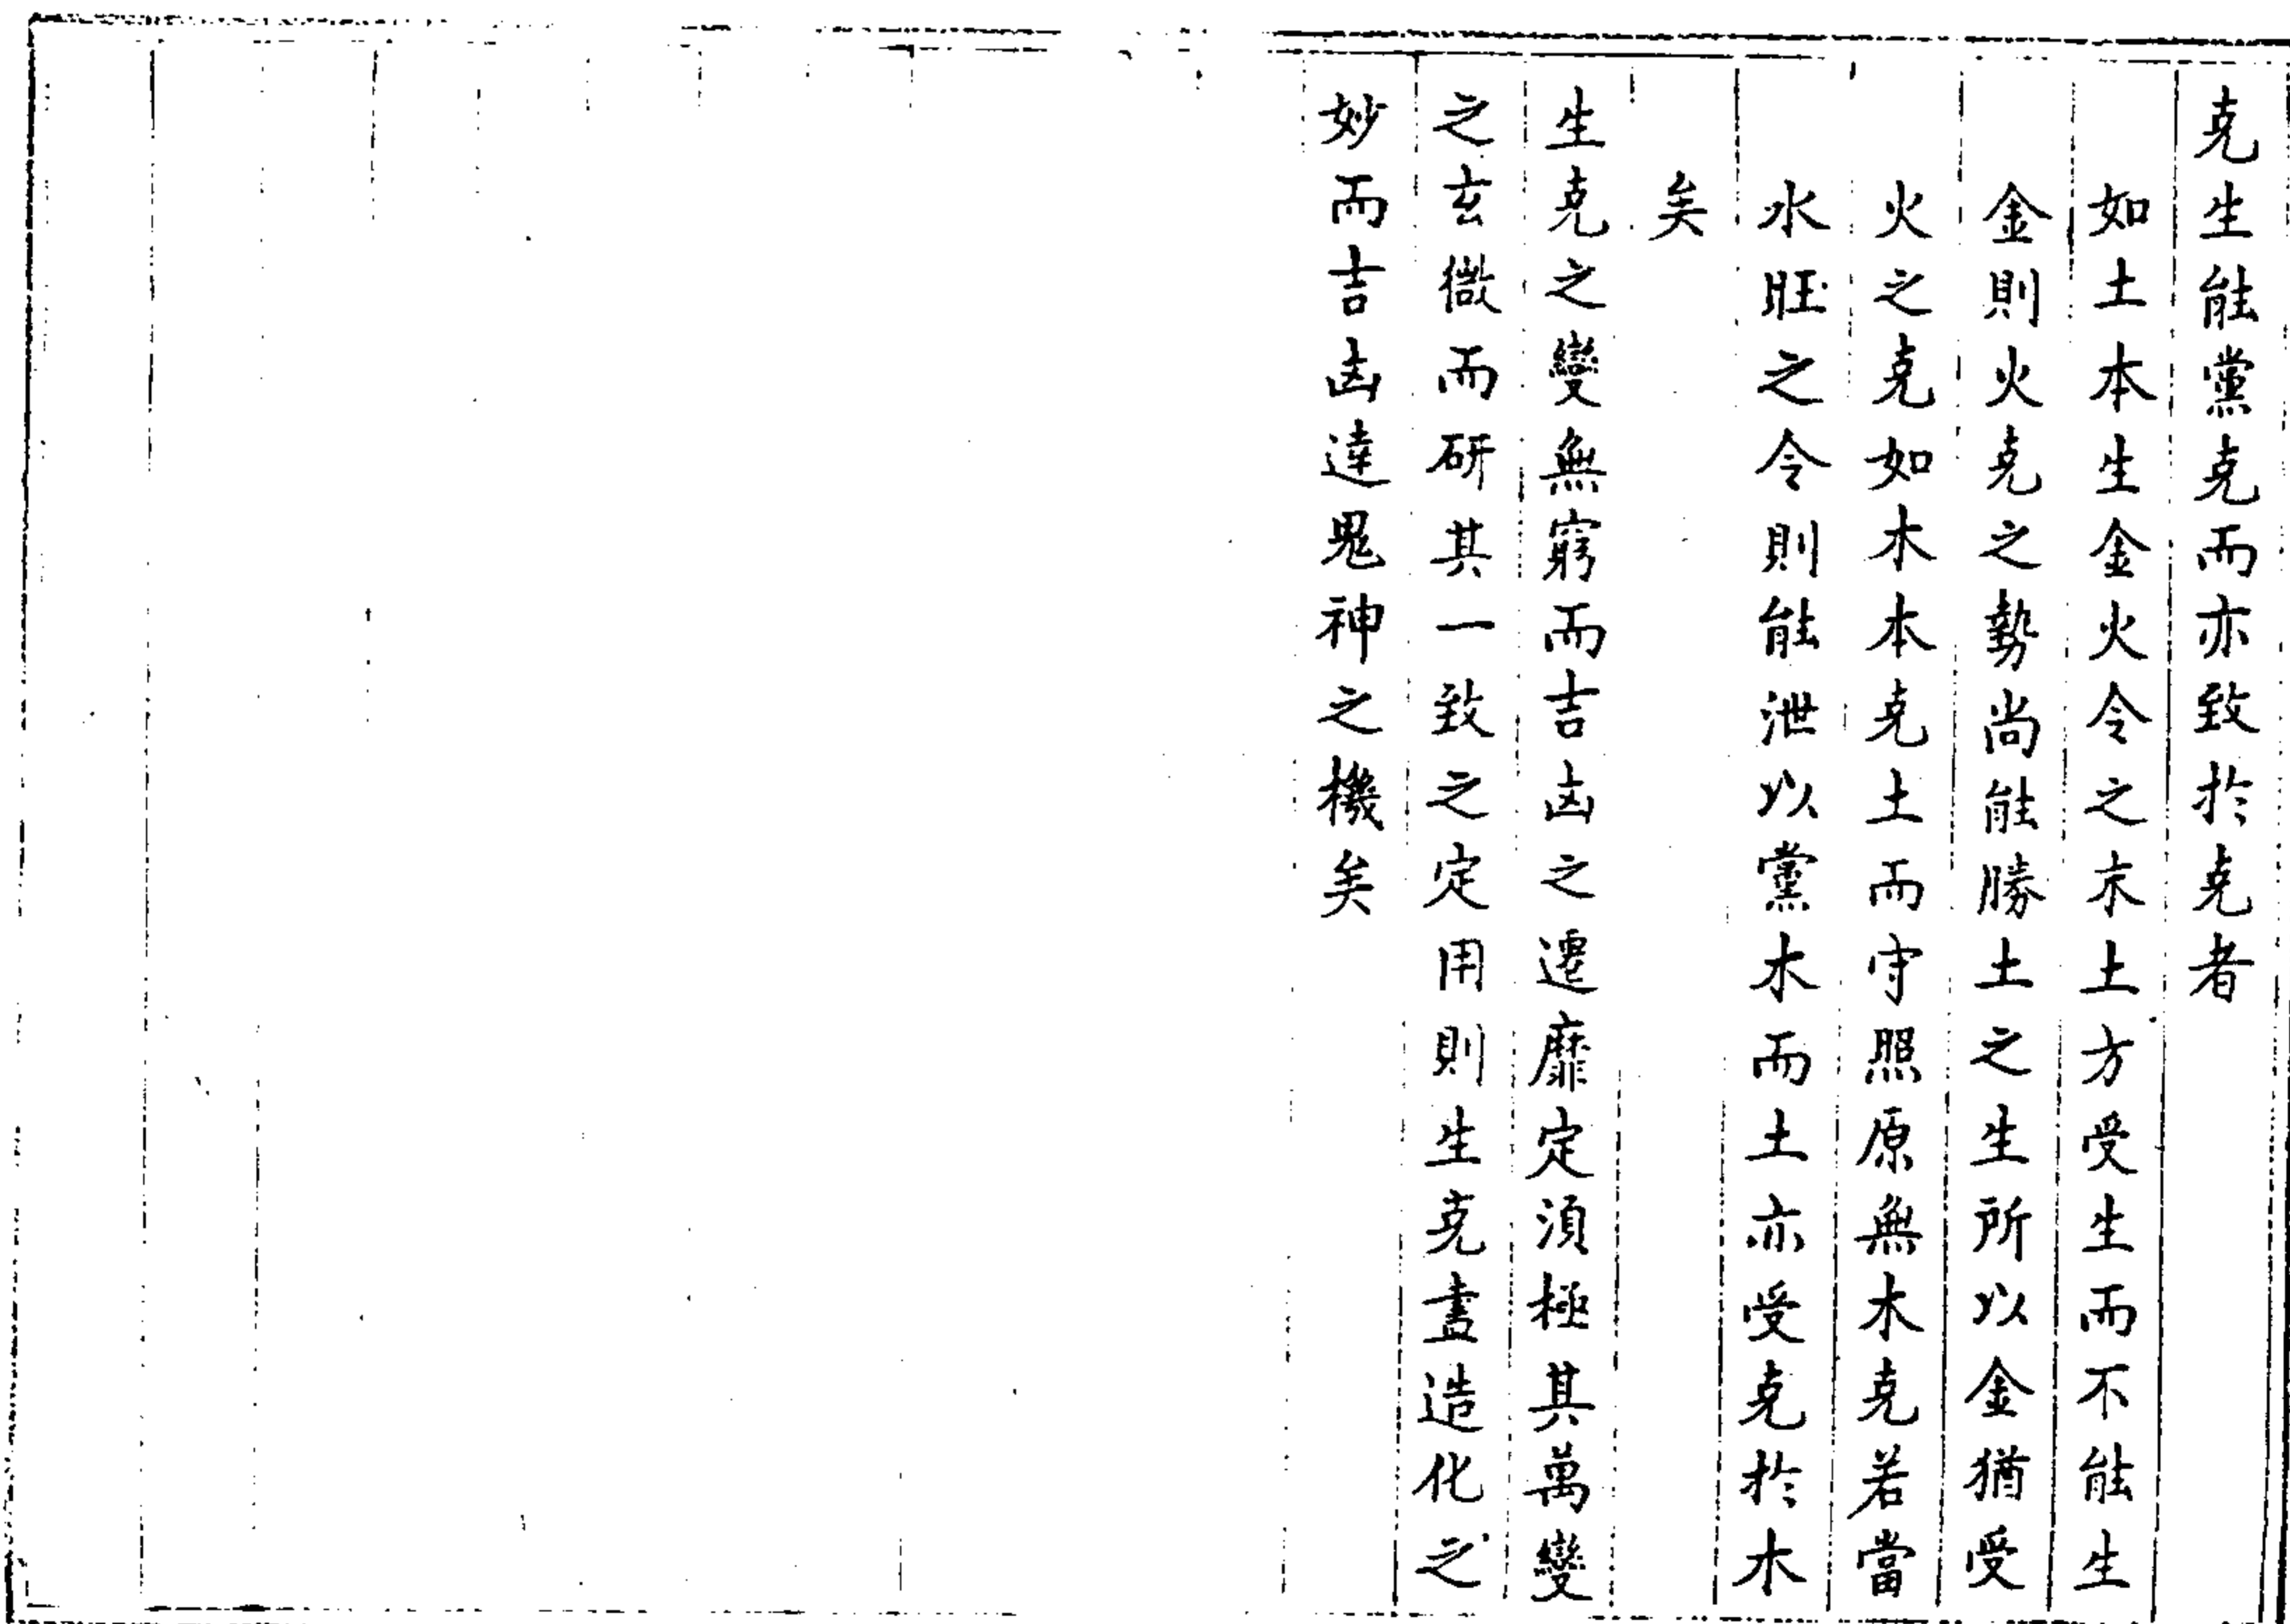 克生能黨克而亦致於克者
如土本生金火令之末土方受生而不能生
金則火克之勢尚能勝土之生所以金猶受
火之克如木本克土而守照原無木克若當
水旺之令則能泄以黨木而土亦受克於木
矣
生克之變無窮而吉凶之遷靡定須極其萬變
之玄微而研其一致之定用則生克盡造化之
妙而吉凶達鬼神之機矣